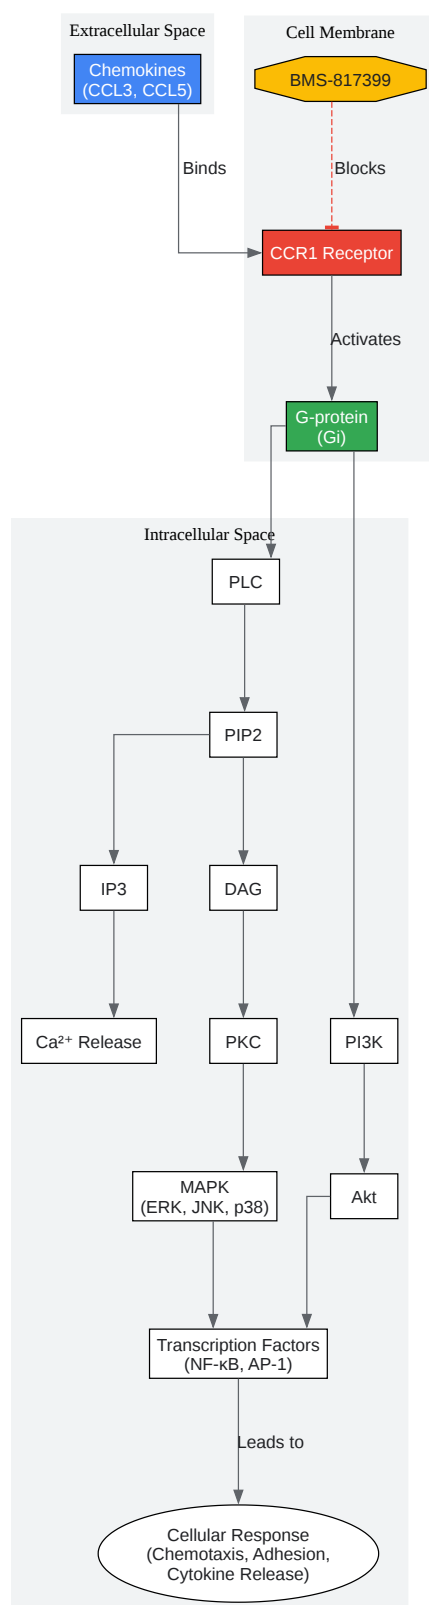 Extracellular Space
Chemokines
(CCL3, CCL5)
Cell Membrane
BMS-817399
Binds
Blocks
CCR1 Receptor
Activates
G-protein
(Gi)
Intracellular Space
PLC
PIP2
IP3
DAG
Ca²⁺ Release
PKC
PI3K
MAPK
(ERK, JNK, p38)
Akt
Transcription Factors
(NF-κB, AP-1)
Leads to
Cellular Response
(Chemotaxis, Adhesion,
Cytokine Release)